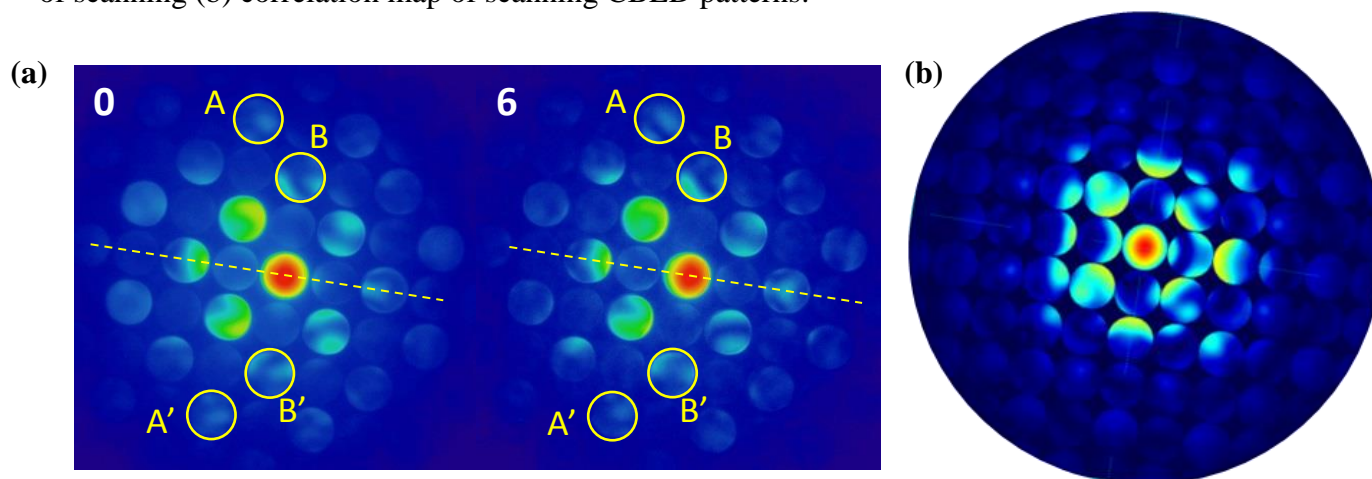 of scanning (b) correlation map of scanning CBED patterns.
(a)
(b)
0
6
A
B
A
B
B'
A'
B'
A'